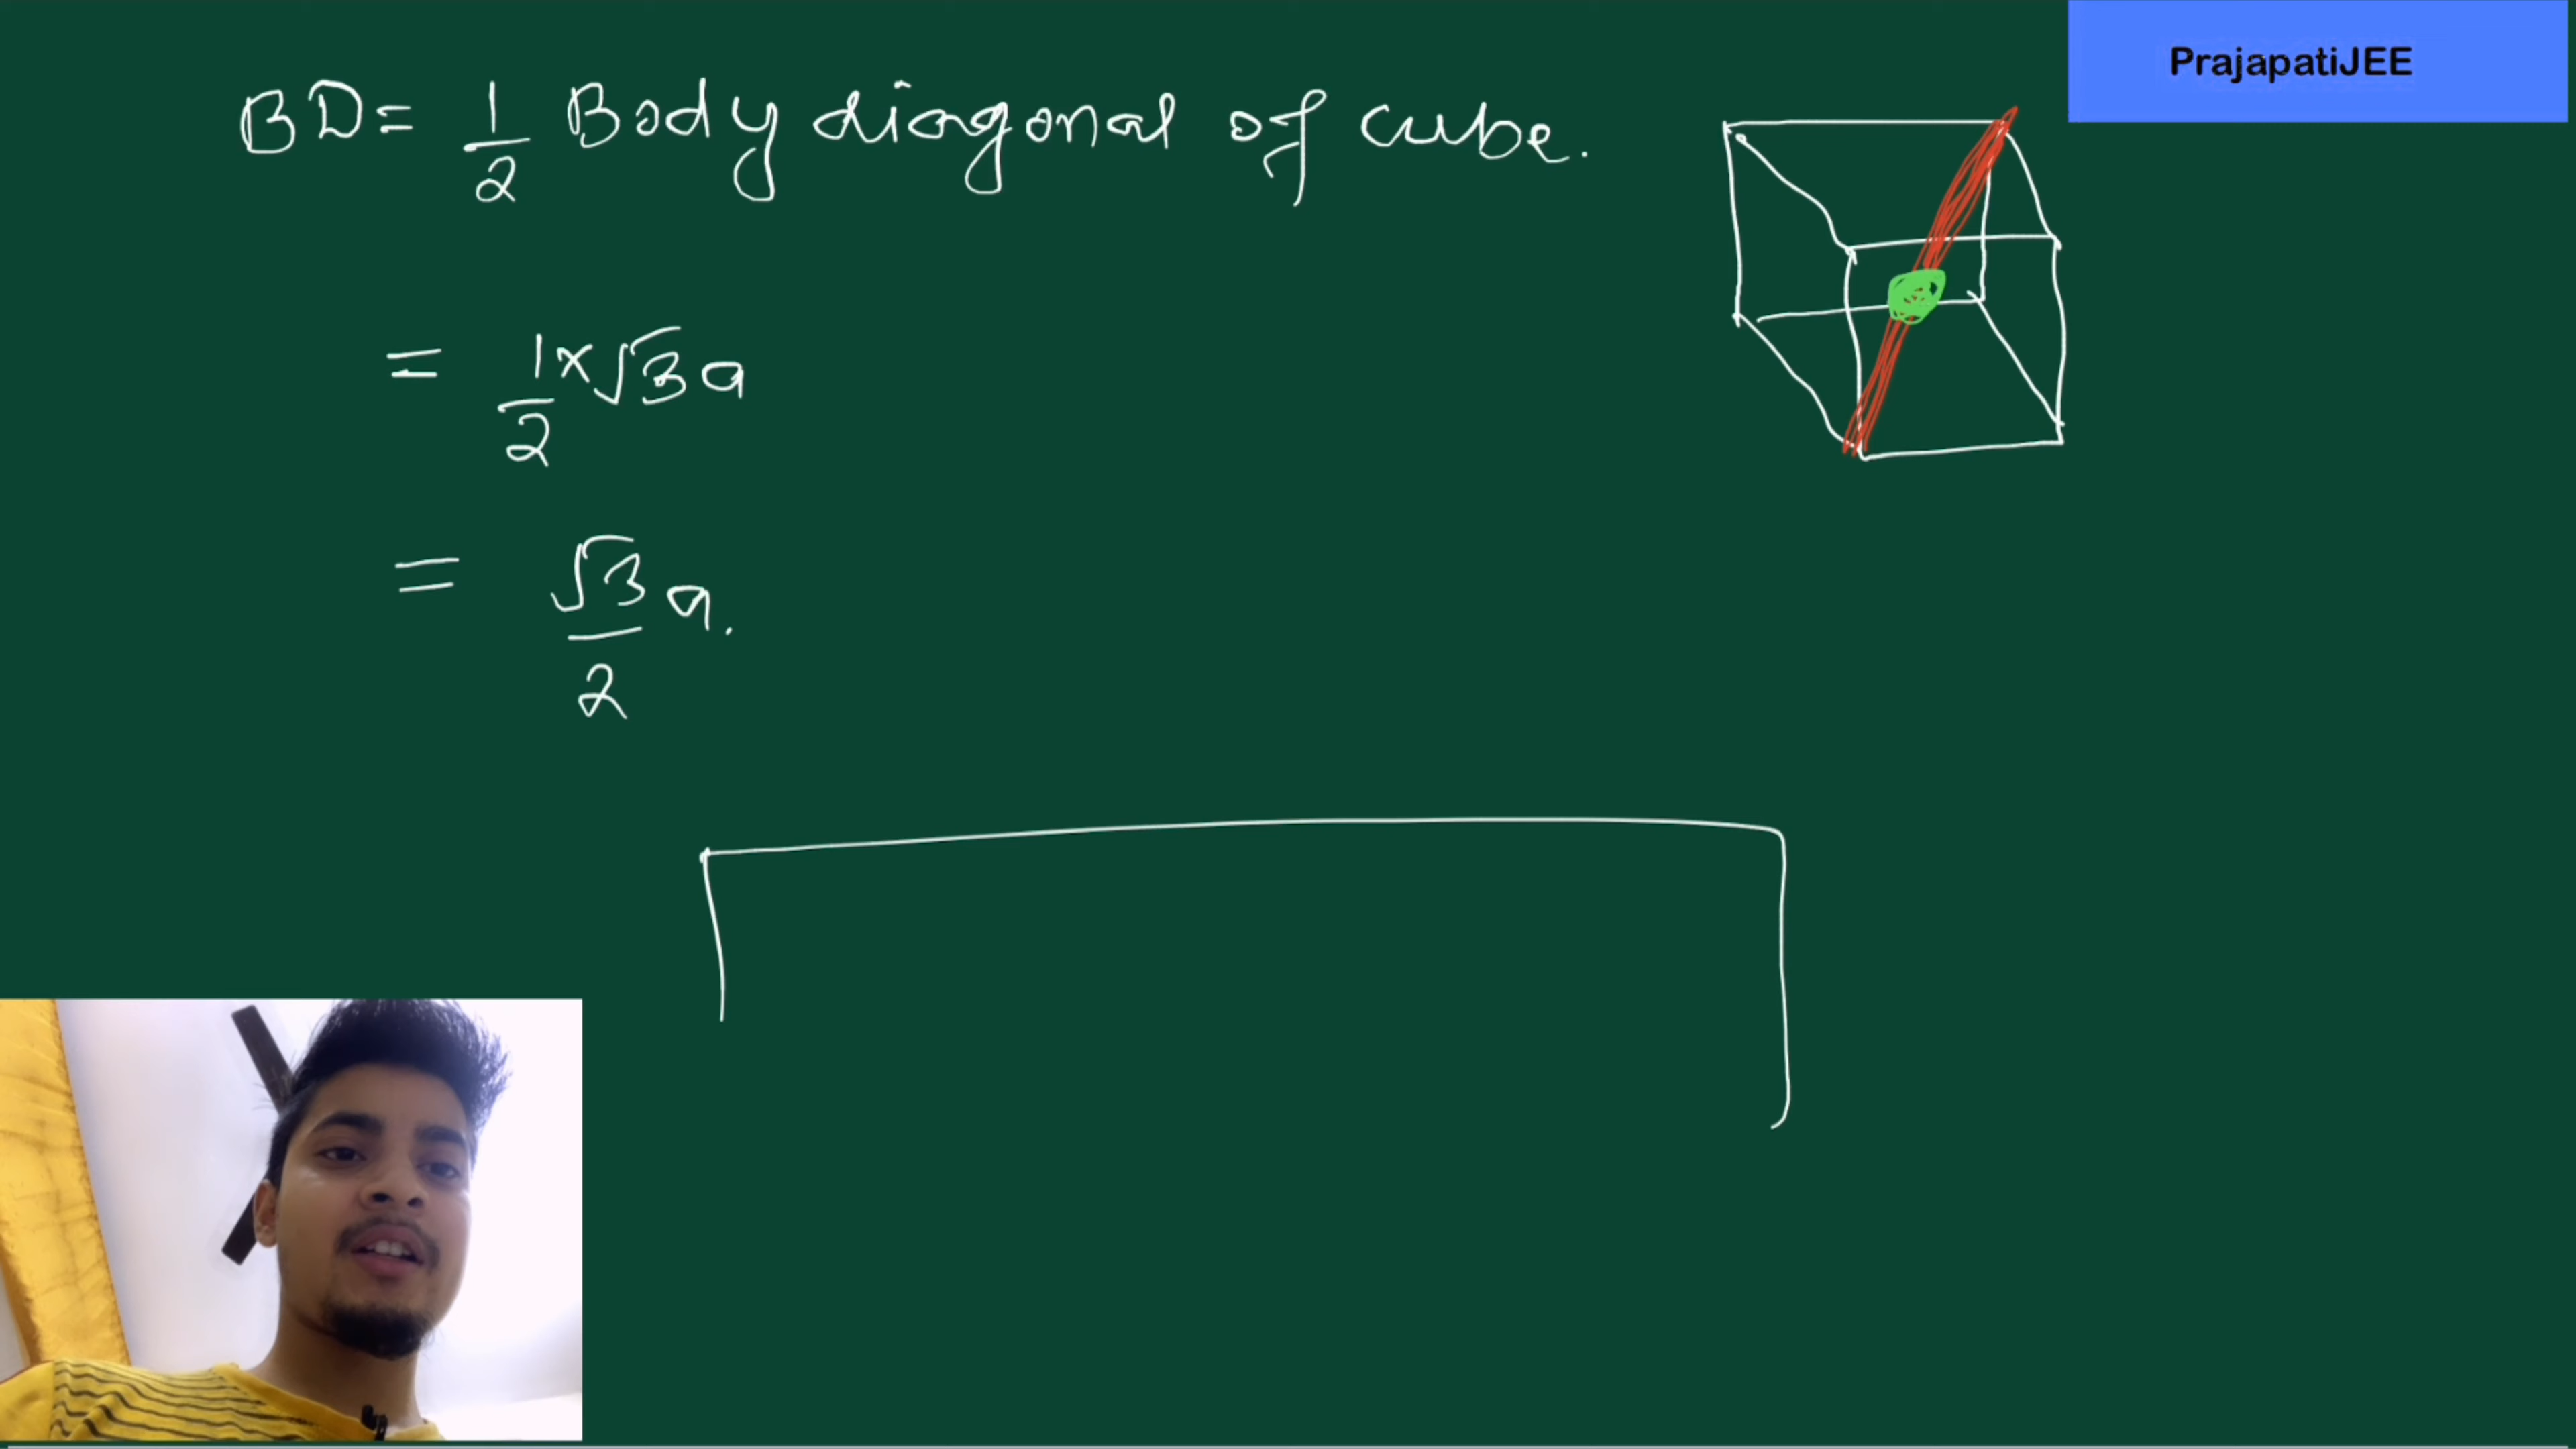 PrajapatiJEE
BD = 1/2 Body diagonal of cube.
= 1/2 × √3 a
= √3/2 a.